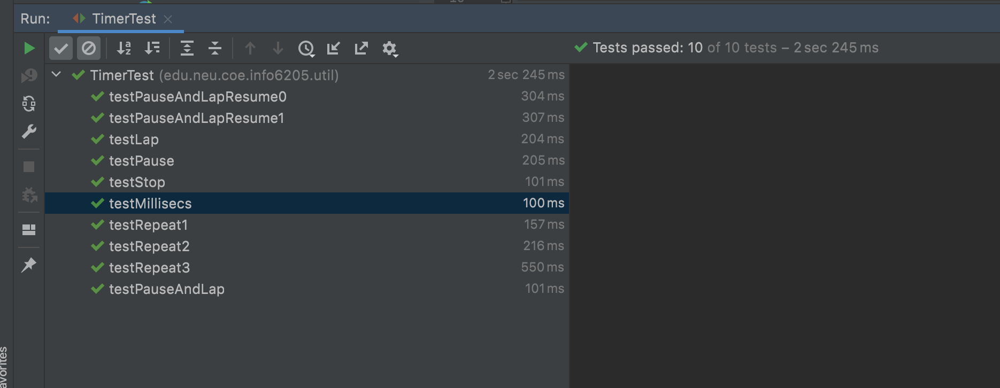 Run: TimerTest
Tests passed: 10 of 10 tests – 2 sec 245 ms
TimerTest (edu.neu.coe.info6205.util) 2 sec 245 ms
testPauseAndLapResume0 304 ms
testPauseAndLapResume1 307 ms
testLap 204 ms
testPause 205 ms
testStop 101 ms
testMillisecs 100 ms
testRepeat1 157 ms
testRepeat2 216 ms
testRepeat3 550 ms
testPauseAndLap 101 ms
avorites